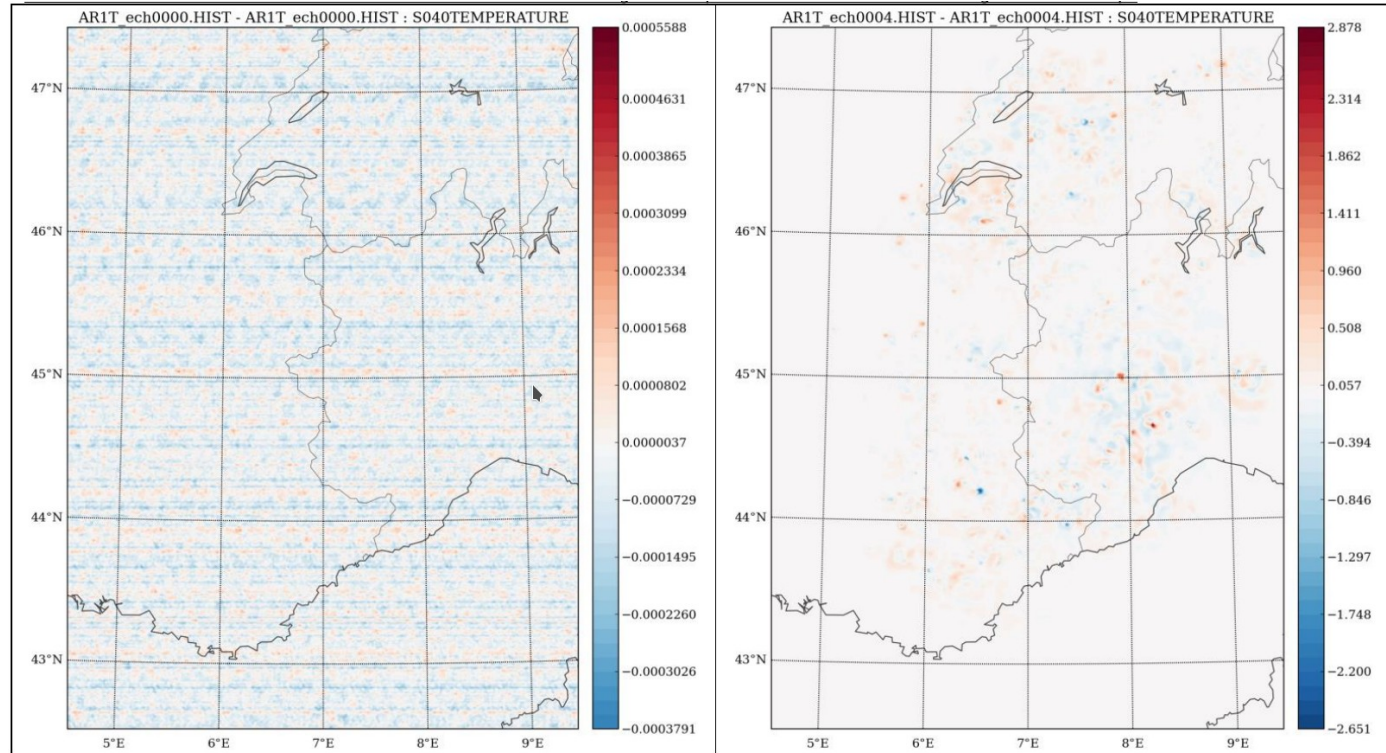 AR1T_ech0000.HIST - AR1T_ech0000.HIST : S040TEMPERATURE
47°N
46°N
45°N
44°N
43°N
5°E
6°E
7°E
8°E
9°E
0.0005588
0.0004631
0.0003865
0.0003099
0.0002334
0.0001568
0.0000802
0.0000037
−0.0000729
−0.0001495
−0.0002260
−0.0003026
−0.0003791
AR1T_ech0004.HIST - AR1T_ech0004.HIST : S040TEMPERATURE
47°N
46°N
45°N
44°N
43°N
5°E
6°E
7°E
8°E
9°E
2.878
2.314
1.862
1.411
0.960
0.508
0.057
−0.394
−0.846
−1.297
−1.748
−2.200
−2.651